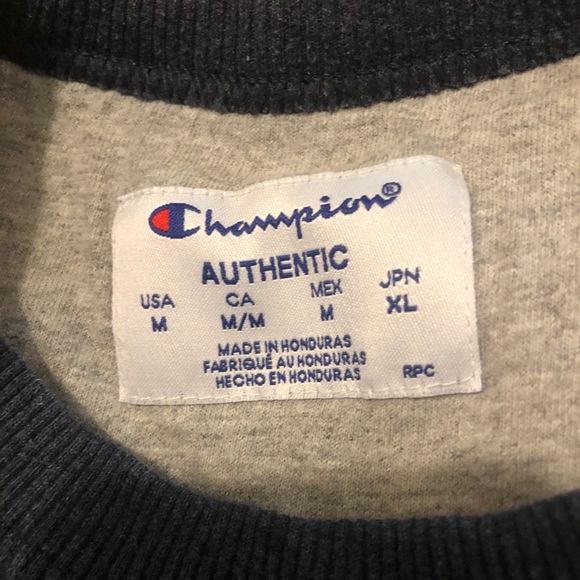 Champion®
AUTHENTIC
USA CA MEX JPN
M M/M M XL
MADE IN HONDURAS
FABRIQUÉ AU HONDURAS
HECHO EN HONDURAS RPC